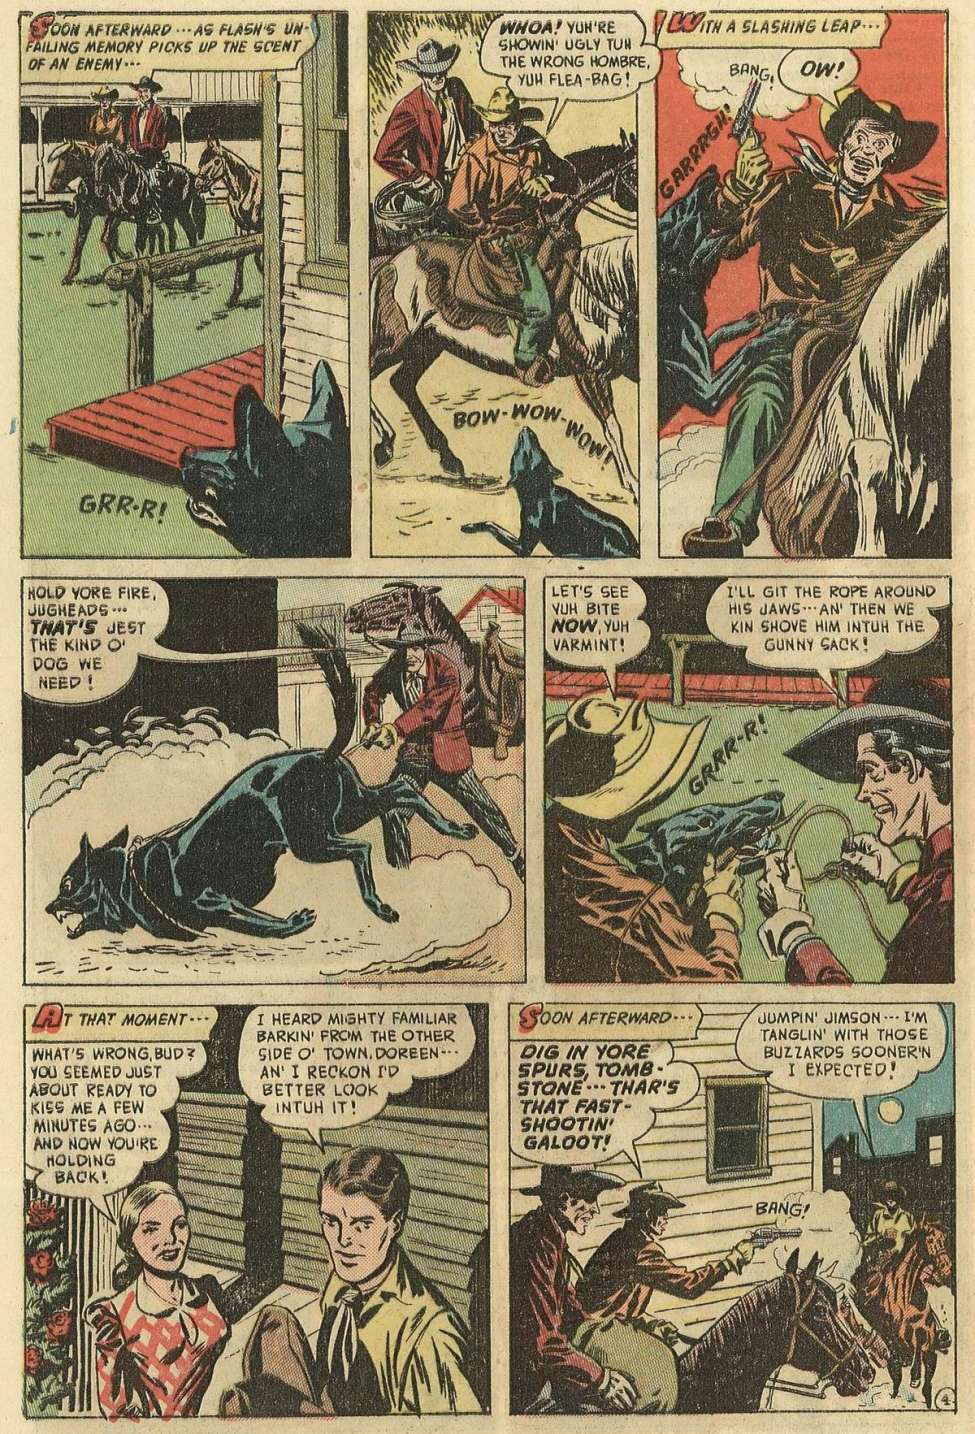 SOON AFTERWARD...AS FLASH'S UN-
FAILING MEMORY PICKS UP THE SCENT
OF AN ENEMY...
GRR-R!
WHOA! YUH'RE
SHOWIN' UGLY TUH
THE WRONG HOMBRE,
YUH FLEA-BAG!
BOW-WOW-WOW!
WITH A SLASHING LEAP...
BANG!
OW!
GARRRGH!
HOLD YORE FIRE,
JUGHEADS...
THAT'S JEST
THE KIND O'
DOG WE
NEED!
LET'S SEE
YUH BITE
NOW, YUH
VARMINT!
I'LL GIT THE ROPE AROUND
HIS JAWS...AN' THEN WE
KIN SHOVE HIM INTUH THE
GUNNY SACK!
GRRR-R!
AT THAT MOMENT...
WHAT'S WRONG, BUD?
YOU SEEMED JUST
ABOUT READY TO
KISS ME A FEW
MINUTES AGO...
AND NOW YOU'RE
HOLDING
BACK!
I HEARD MIGHTY FAMILIAR
BARKIN' FROM THE OTHER
SIDE O' TOWN, DOREEN...
AN' I RECKON I'D
BETTER LOOK
INTUH IT!
SOON AFTERWARD...
DIG IN YORE
SPURS, TOMB-
STONE...THAR'S
THAT FAST-
SHOOTIN'
GALOOT!
JUMPIN' JIMSON...I'M
TANGLIN' WITH THOSE
BUZZARDS SOONER'N
I EXPECTED!
BANG!
4